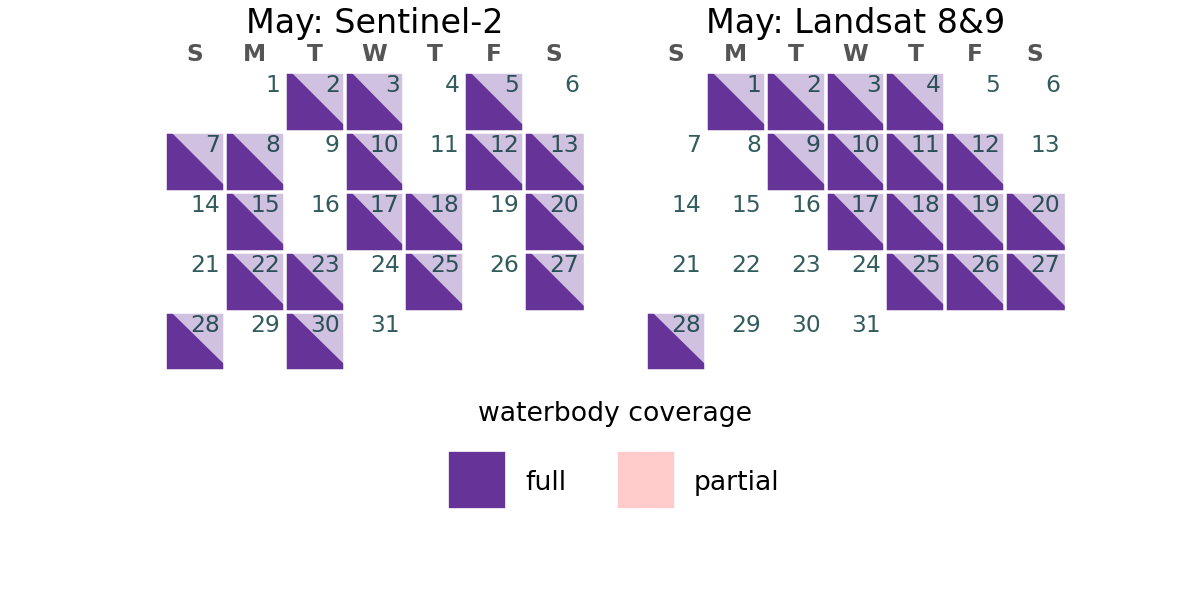 May: Sentinel-2
S M T W T F S
1 2 3 4 5 6
7 8 9 10 11 12 13
14 15 16 17 18 19 20
21 22 23 24 25 26 27
28 29 30 31
May: Landsat 8&9
S M T W T F S
1 2 3 4 5 6
7 8 9 10 11 12 13
14 15 16 17 18 19 20
21 22 23 24 25 26 27
28 29 30 31
waterbody coverage
full partial